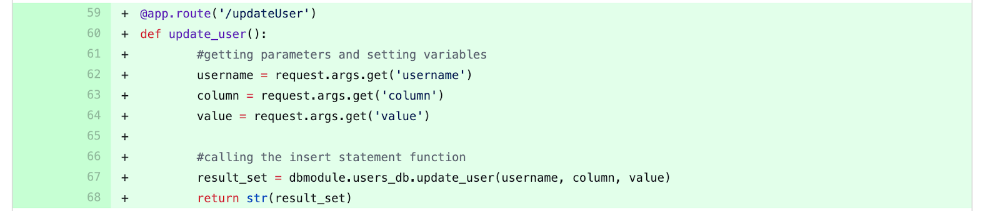 59 + @app.route('/updateUser')
60 + def update_user():
61 + #getting parameters and setting variables
62 + username = request.args.get('username')
63 + column = request.args.get('column')
64 + value = request.args.get('value')
65 +
66 + #calling the insert statement function
67 + result_set = dbmodule.users_db.update_user(username, column, value)
68 + return str(result_set)